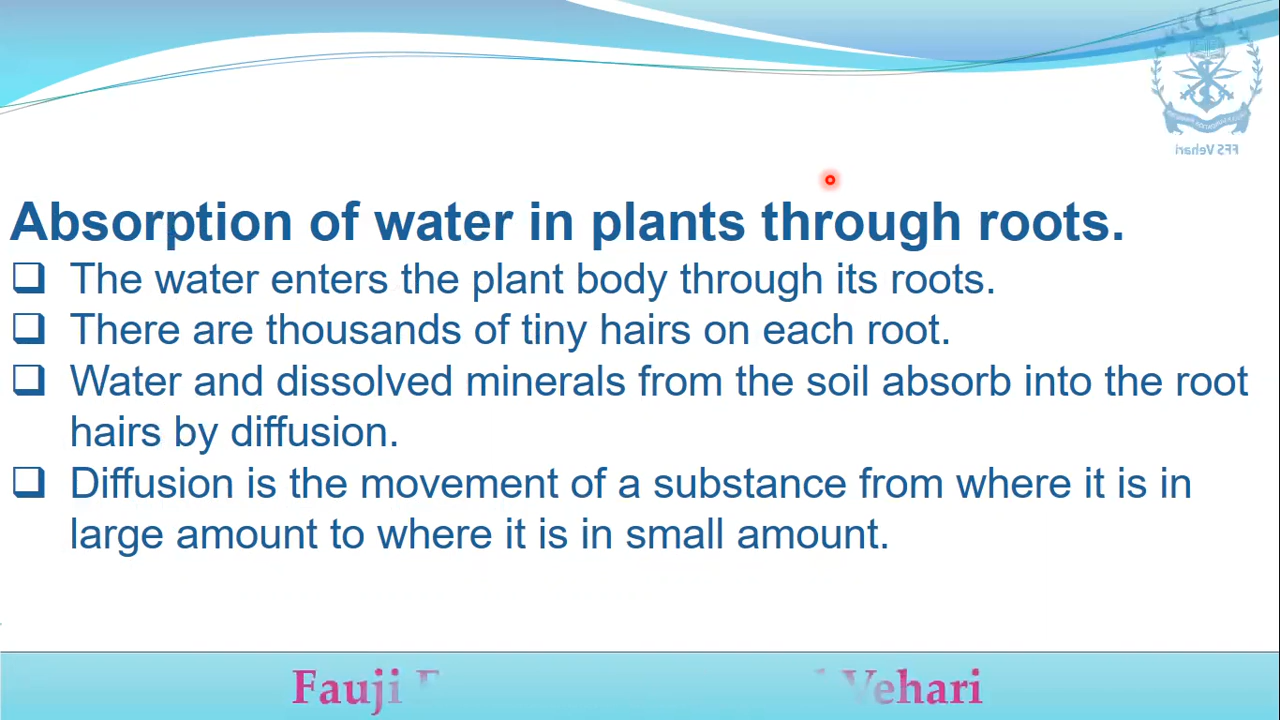 FFS Vehari
Absorption of water in plants through roots.
❑ The water enters the plant body through its roots.
❑ There are thousands of tiny hairs on each root.
❑ Water and dissolved minerals from the soil absorb into the root
hairs by diffusion.
❑ Diffusion is the movement of a substance from where it is in
large amount to where it is in small amount.
Fauji Vehari